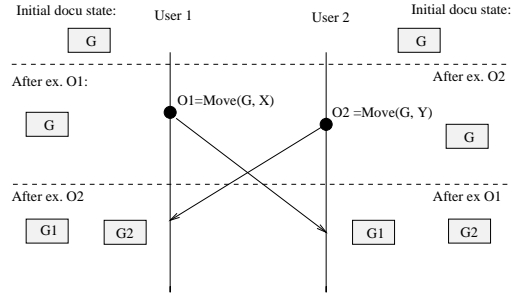 Initial docu state:
User 1
User 2
Initial docu state:
G
G
After ex. O1:
After ex. O2
O1=Move(G, X)
O2 =Move(G, Y)
G
G
After ex. O2
After ex O1
G1
G2
G1
G2